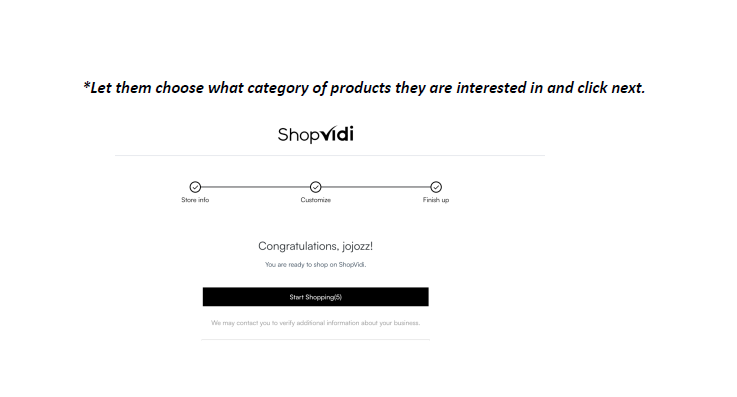 *Let them choose what category of products they are interested in and click next.
Shopvidi
Store info
Customize
Finish up
Congratulations, jojozz!
You are ready to shop on ShopVidi.
Start Shopping(5)
We may contact you to verify additional information about your business.